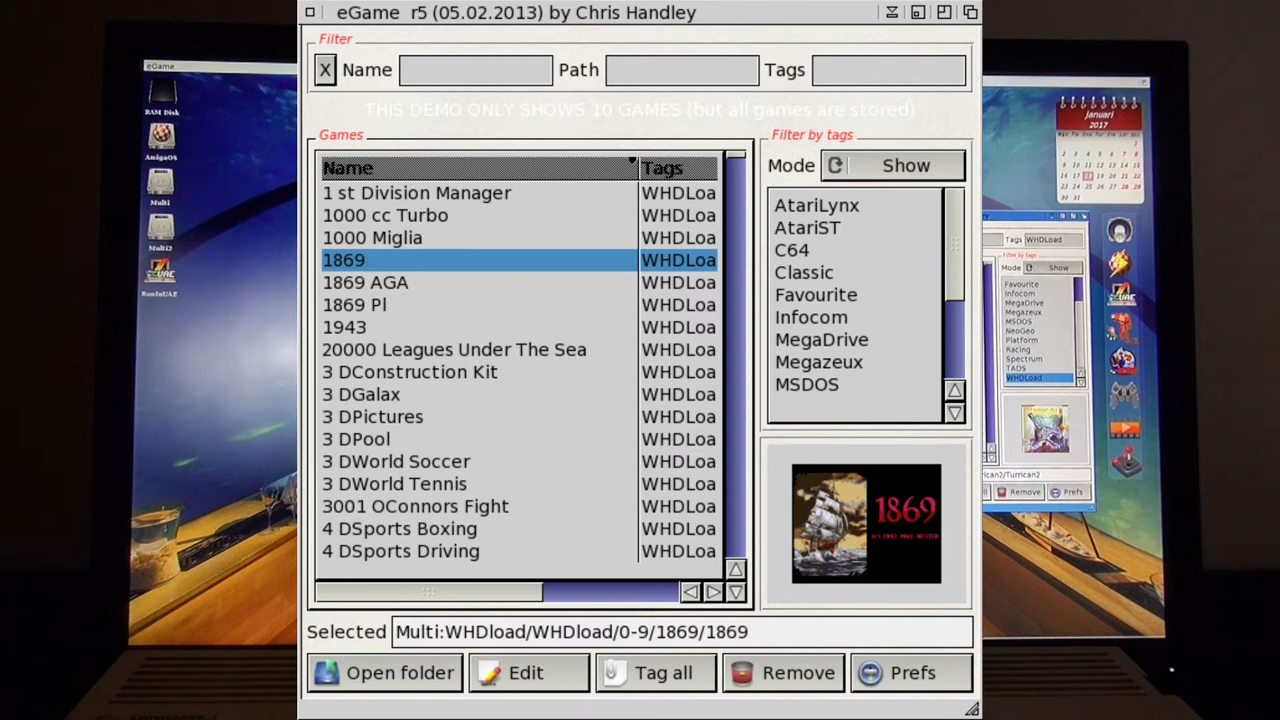 eGame r5 (05.02.2013) by Chris Handley
Filter
X Name Path Tags
THIS DEMO ONLY SHOWS 10 GAMES (but all games are stored)
Games
Name Tags
1 st Division Manager WHDLoa
1000 cc Turbo WHDLoa
1000 Miglia WHDLoa
1869 WHDLoa
1869 AGA WHDLoa
1869 Pl WHDLoa
1943 WHDLoa
20000 Leagues Under The Sea WHDLoa
3 DConstruction Kit WHDLoa
3 DGalax WHDLoa
3 DPictures WHDLoa
3 DPool WHDLoa
3 DWorld Soccer WHDLoa
3 DWorld Tennis WHDLoa
3001 OConnors Fight WHDLoa
4 DSports Boxing WHDLoa
4 DSports Driving WHDLoa
Filter by tags
Mode Show
AtariLynx
AtariST
C64
Classic
Favourite
Infocom
MegaDrive
Megazeux
MSDOS
1869
Selected Multi:WHDload/WHDload/0-9/1869/1869
Open folder Edit Tag all Remove Prefs
eGame
RAM Disk
AmigaOS
Multi
Multi2
RunInUAE
Januari
2017
Tags WHDLoad
Filter by tags
Mode Show
Favourite
Infocom
MegaDrive
Megazeux
MSDOS
NeoGeo
Platform
Racing
Spectrum
TAOS
WHDLoad
rrican2/Turrican2
Remove Prefs